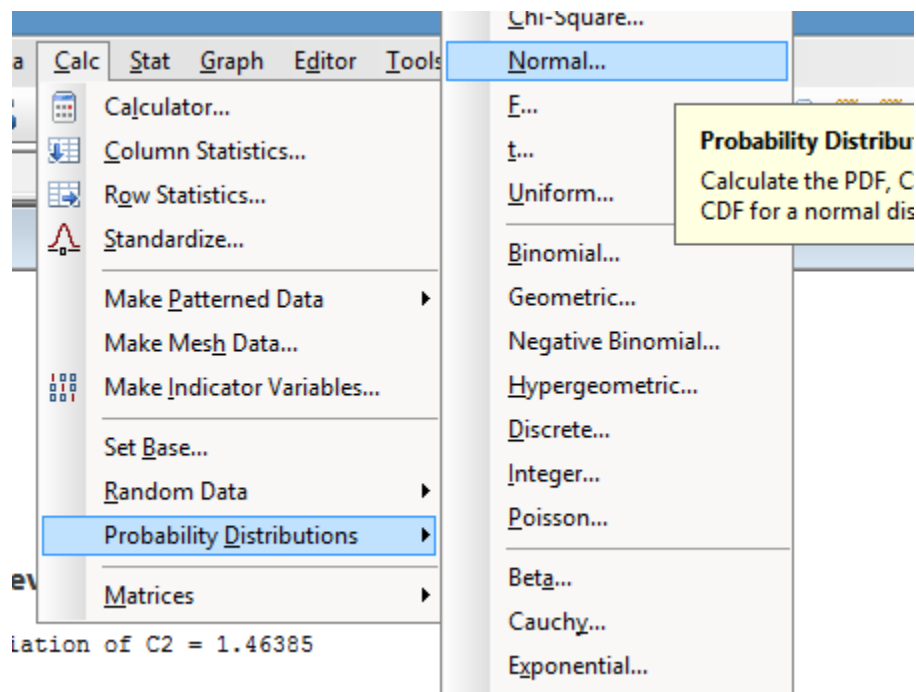 Chi-Square...
a Calc Stat Graph Editor Tools
Normal...
Calculator...
F...
Column Statistics...
t...
Probability Distribu
Calculate the PDF, C
CDF for a normal dis
Row Statistics...
Uniform...
Standardize...
Binomial...
Make Patterned Data
Geometric...
Make Mesh Data...
Negative Binomial...
Make Indicator Variables...
Hypergeometric...
Discrete...
Set Base...
Integer...
Random Data
Poisson...
Probability Distributions
Beta...
ev
Matrices
Cauchy...
iation of C2 = 1.46385
Exponential...